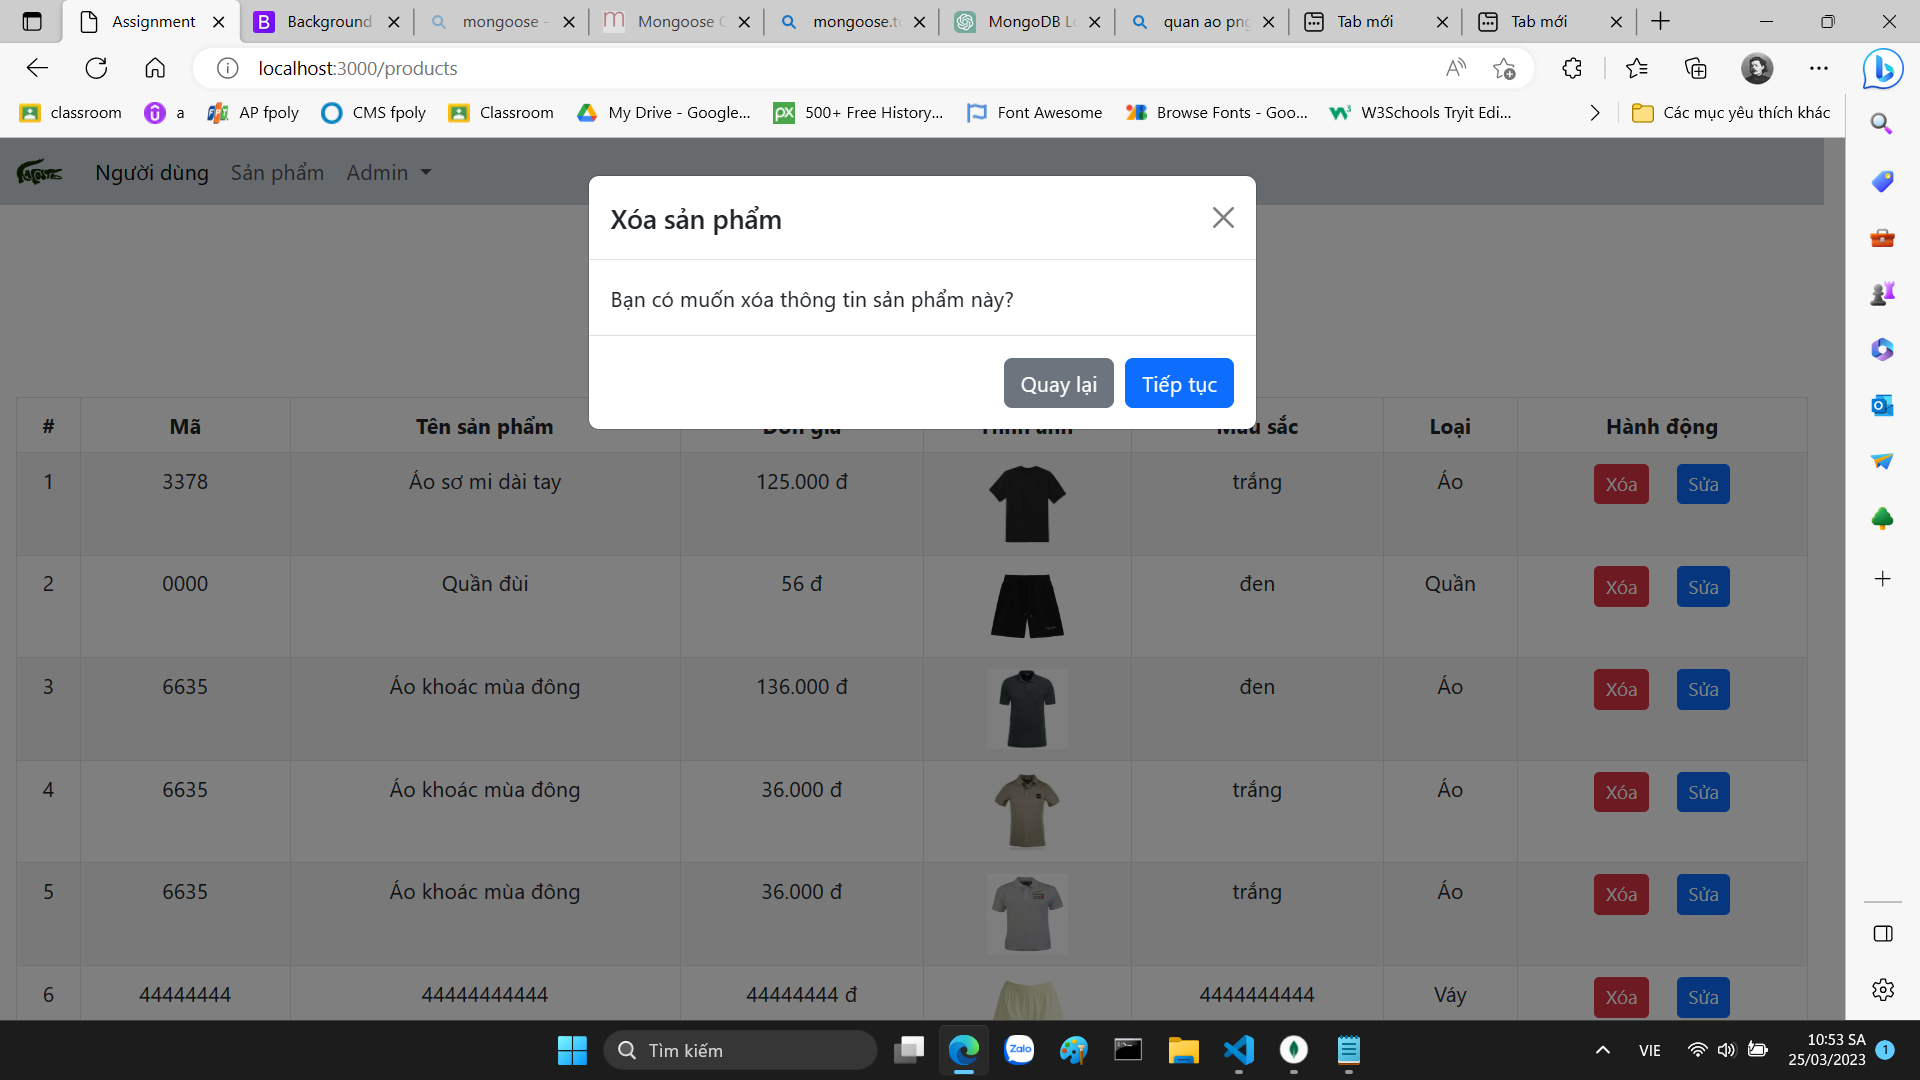 Assignment
Background
mongoose -
Mongoose
mongoose.t
MongoDB L
quan ao png
Tab mới
Tab mới
localhost:3000/products
classroom
a
AP fpoly
CMS fpoly
Classroom
My Drive - Google...
500+ Free History...
Font Awesome
Browse Fonts - Goo...
W3Schools Tryit Edi...
Các mục yêu thích khác
Người dùng
Sản phẩm
Admin
Xóa sản phẩm
Bạn có muốn xóa thông tin sản phẩm này?
Quay lại
Tiếp tục
# Mã Tên sản phẩm Đơn giá Hình ảnh Màu sắc Loại Hành động
1 3378 Áo sơ mi dài tay 125.000 đ trắng Áo Xóa Sửa
2 0000 Quần đùi 56 đ đen Quần Xóa Sửa
3 6635 Áo khoác mùa đông 136.000 đ đen Áo Xóa Sửa
4 6635 Áo khoác mùa đông 36.000 đ trắng Áo Xóa Sửa
5 6635 Áo khoác mùa đông 36.000 đ trắng Áo Xóa Sửa
6 44444444 44444444444 44444444 đ 4444444444 Váy Xóa Sửa
Tìm kiếm
Zalo
VIE
10:53 SA
25/03/2023
1